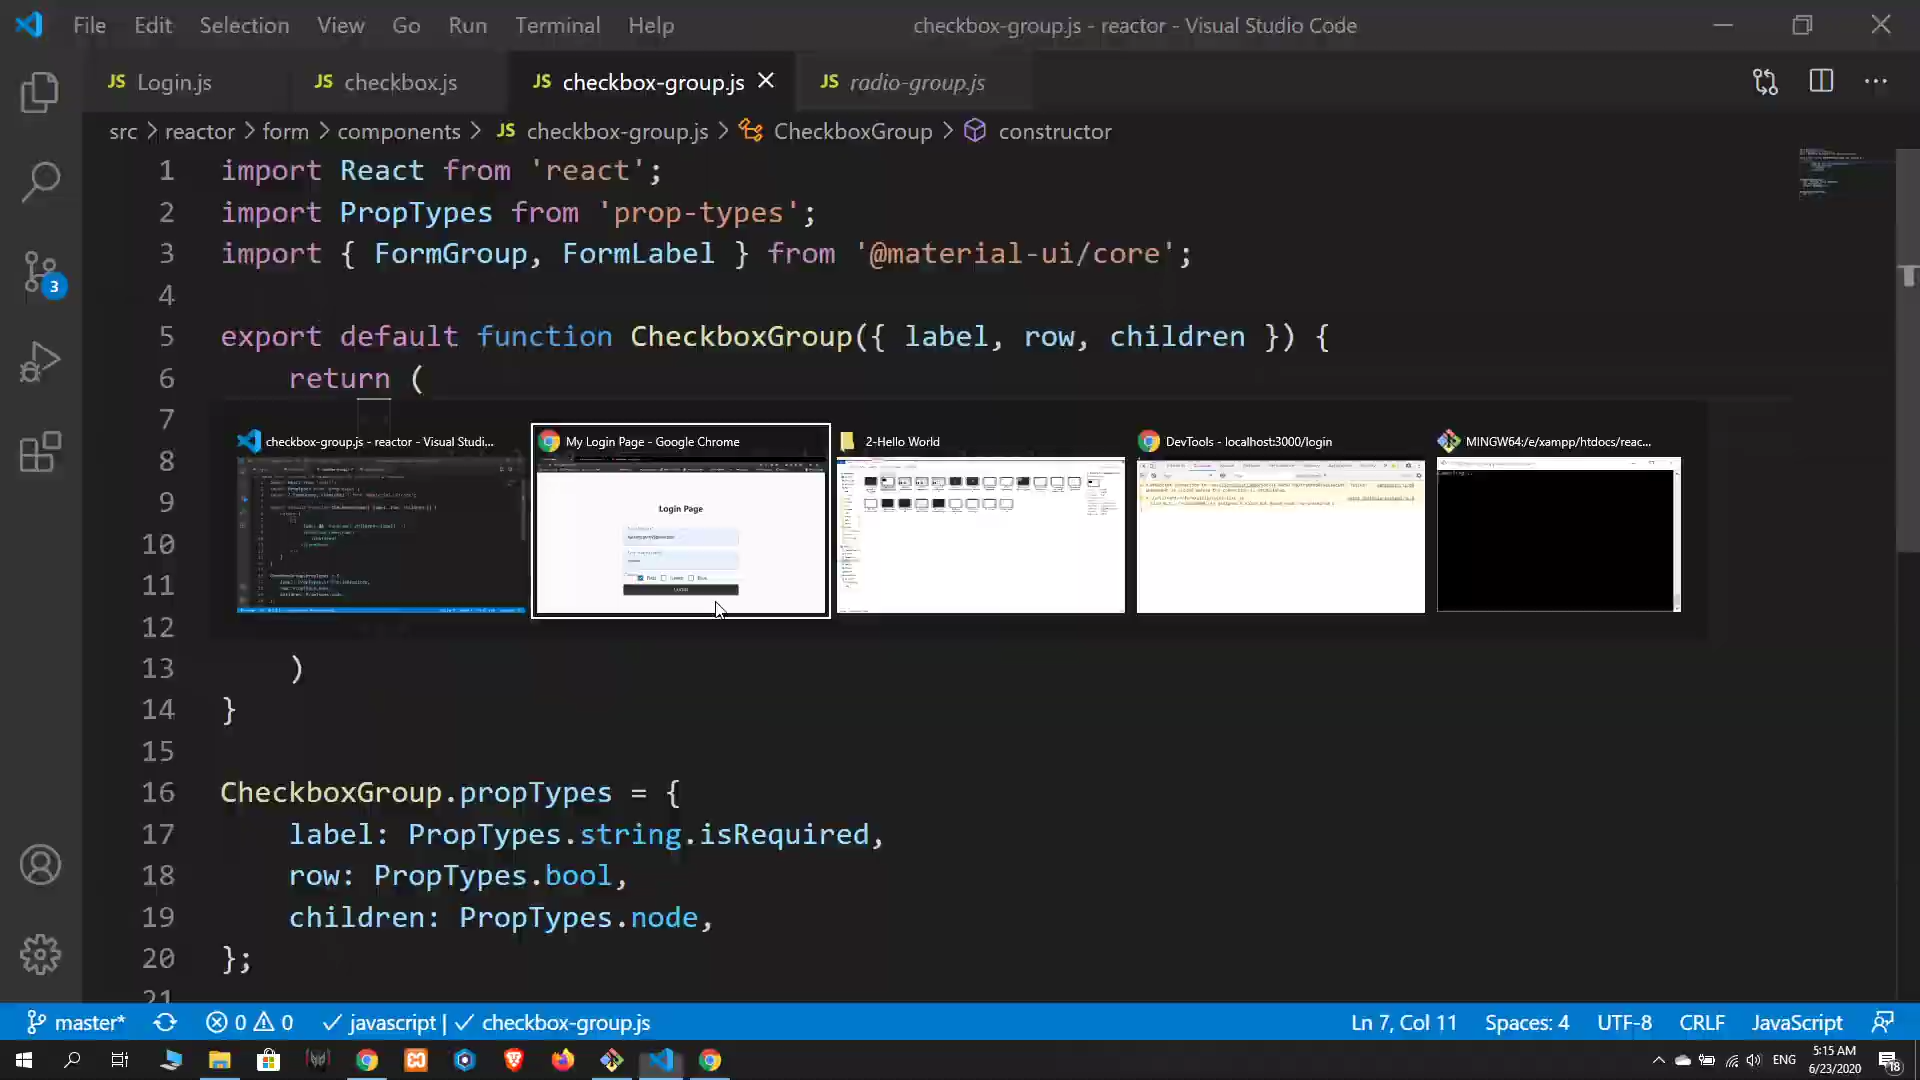 File Edit Selection View Go Run Terminal Help
checkbox-group.js - reactor - Visual Studio Code
JS Login.js
JS checkbox.js
JS checkbox-group.js
JS radio-group.js
src > reactor > form > components > JS checkbox-group.js > CheckboxGroup > constructor
1 import React from 'react';
2 import PropTypes from 'prop-types';
3 import { FormGroup, FormLabel } from '@material-ui/core';
4
5 export default function CheckboxGroup({ label, row, children }) {
6 return (
7
checkbox-group.js - reactor - Visual Studi...
My Login Page - Google Chrome
2-Hello World
DevTools - localhost:3000/login
MINGW64:/e/xampp/htdocs/reac...
Login Page
8
9
10
11
12
13 )
14 }
15
16 CheckboxGroup.propTypes = {
17 label: PropTypes.string.isRequired,
18 row: PropTypes.bool,
19 children: PropTypes.node,
20 };
21
3
master* 0 0 javascript | checkbox-group.js
Ln 7, Col 11 Spaces: 4 UTF-8 CRLF JavaScript
ENG
5:15 AM
6/23/2020
18